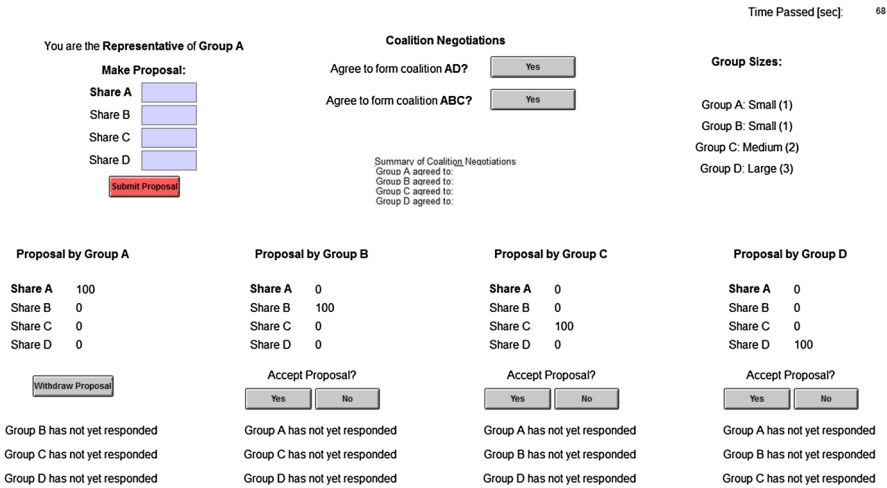 Time Passed [sec]: 68
You are the Representative of Group A
Make Proposal:
Share A
Share B
Share C
Share D
Submit Proposal
Coalition Negotiations
Agree to form coalition AD? Yes
Agree to form coalition ABC? Yes
Summary of Coalition Negotiations
Group A agreed to:
Group B agreed to:
Group C agreed to:
Group D agreed to:
Group Sizes:
Group A: Small (1)
Group B: Small (1)
Group C: Medium (2)
Group D: Large (3)
Proposal by Group A
Share A 100
Share B 0
Share C 0
Share D 0
Withdraw Proposal
Group B has not yet responded
Group C has not yet responded
Group D has not yet responded
Proposal by Group B
Share A 0
Share B 100
Share C 0
Share D 0
Accept Proposal?
Yes No
Group A has not yet responded
Group C has not yet responded
Group D has not yet responded
Proposal by Group C
Share A 0
Share B 0
Share C 100
Share D 0
Accept Proposal?
Yes No
Group A has not yet responded
Group B has not yet responded
Group D has not yet responded
Proposal by Group D
Share A 0
Share B 0
Share C 0
Share D 100
Accept Proposal?
Yes No
Group A has not yet responded
Group B has not yet responded
Group C has not yet responded